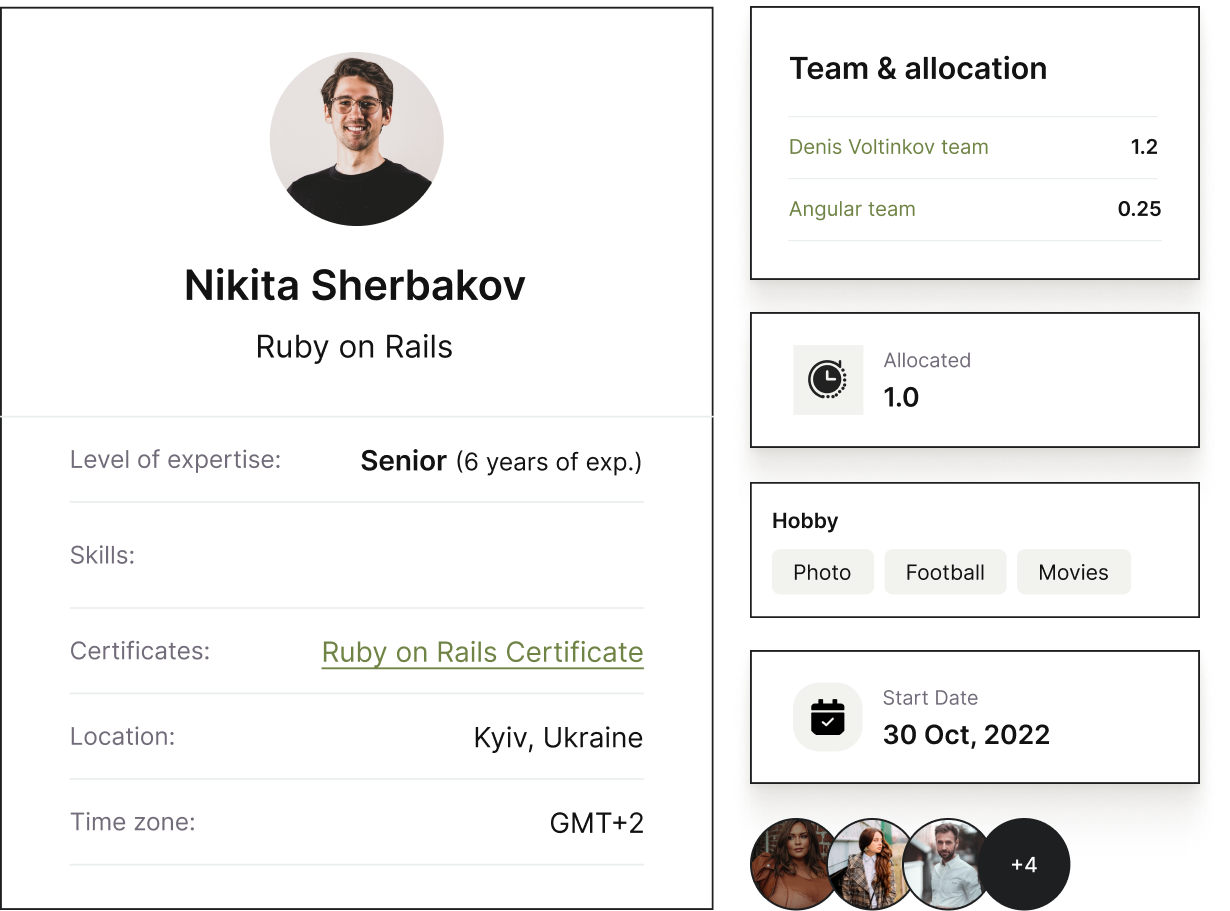 Nikita Sherbakov
Ruby on Rails
Level of expertise: Senior (6 years of exp.)
Skills:
Certificates: Ruby on Rails Certificate
Location: Kyiv, Ukraine
Time zone: GMT+2
Team & allocation
Denis Voltinkov team 1.2
Angular team 0.25
Allocated
1.0
Hobby
Photo Football Movies
Start Date
30 Oct, 2022
+4